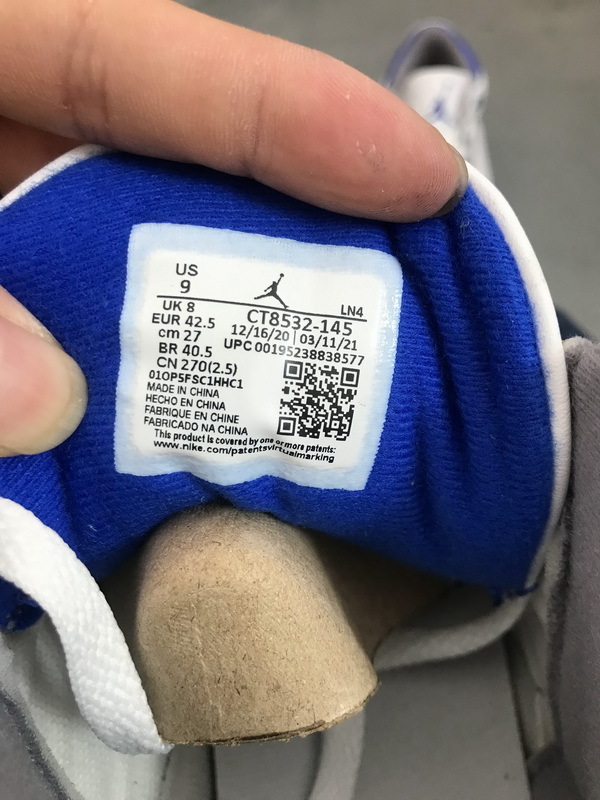 US
9
LN4
UK 8
EUR 42.5
cm 27
BR 40.5
CN 270(2.5)
CT8532-145
12/16/20 | 03/11/21
UPC 00195238838577
01OP5FSC1HHC1
MADE IN CHINA
HECHO EN CHINA
FABRIQUE EN CHINE
FABRICADO NA CHINA
This product is covered by one or more patents:
www.nike.com/patentsvirtualmarking